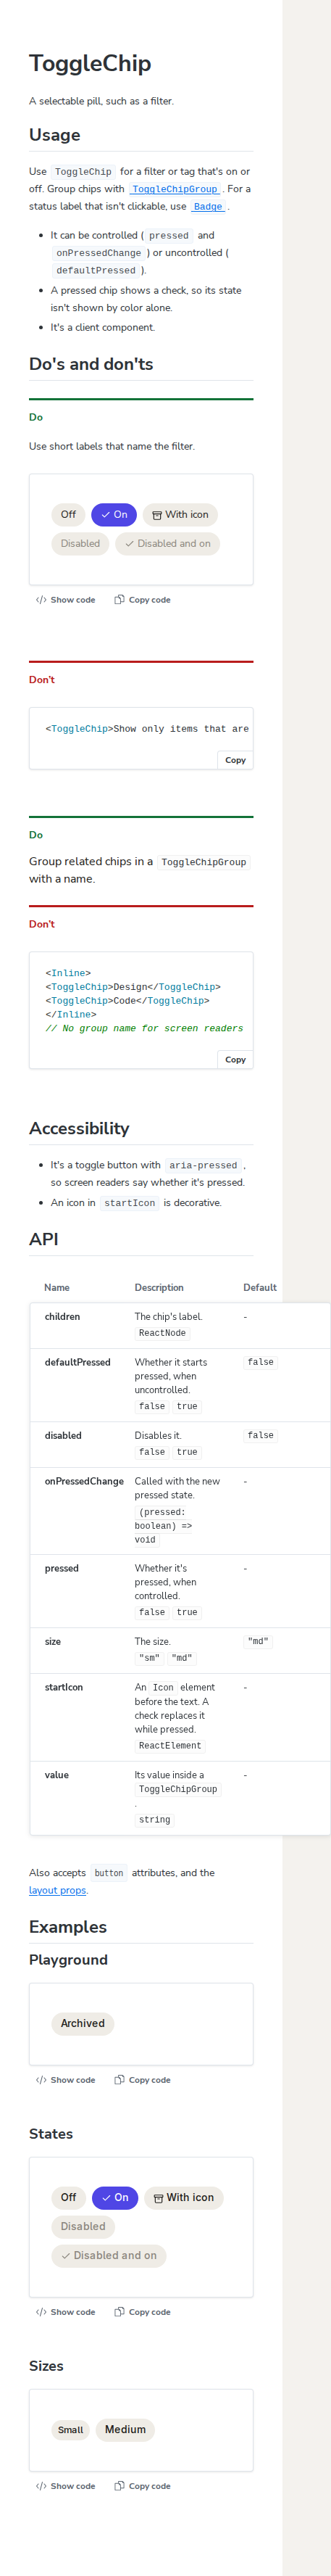 ToggleChip
A selectable pill, such as a filter.
Usage
Use ToggleChip for a filter or tag that's on or
off. Group chips with ToggleChipGroup . For a
status label that isn't clickable, use Badge .
It can be controlled ( pressed and
onPressedChange ) or uncontrolled (
defaultPressed ).
A pressed chip shows a check, so its state
isn't shown by color alone.
It's a client component.
Do's and don'ts
Do
Use short labels that name the filter.
Off On With icon
Disabled Disabled and on
Show code Copy code
Don't
<ToggleChip>Show only items that are
Copy
Do
Group related chips in a ToggleChipGroup
with a name.
Don't
<Inline>
<ToggleChip>Design</ToggleChip>
<ToggleChip>Code</ToggleChip>
</Inline>
// No group name for screen readers
Copy
Accessibility
It's a toggle button with aria-pressed ,
so screen readers say whether it's pressed.
An icon in startIcon is decorative.
API
Name Description Default
children The chip's label. -
ReactNode
defaultPressed Whether it starts false
pressed, when
uncontrolled.
false true
disabled Disables it. false
false true
onPressedChange Called with the new -
pressed state.
(pressed:
boolean) =>
void
pressed Whether it's -
pressed, when
controlled.
false true
size The size. "md"
"sm" "md"
startIcon An Icon element -
before the text. A
check replaces it
while pressed.
ReactElement
value Its value inside a -
ToggleChipGroup
.
string
Also accepts button attributes, and the
layout props.
Examples
Playground
Archived
Show code Copy code
States
Off On With icon
Disabled
Disabled and on
Show code Copy code
Sizes
Small Medium
Show code Copy code